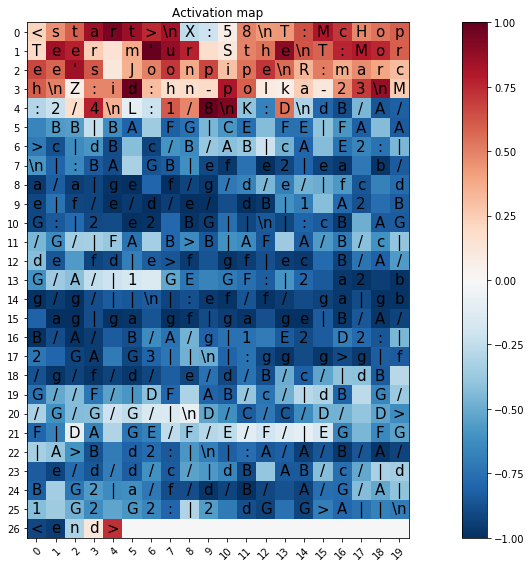 Activation map
0 < s t a r t > \n X : 5 8 \n T : M c H o p 1.00
1 T e e r m ' u r S t h e \n T : M o r
2 e e ' s J o o n p i p e \n R : m a r c 0.75
3 h \n Z : i d : h n - p o l k a - 2 3 \n M
4 : 2 / 4 \n L : 1 / 8 \n K : D \n d B / A /
5 B B | B A F G | C E F E | F A A
6 > c | d B c / B / A B | c A E 2 : | 0.50
7 \n | : B A G B | e f e 2 | e a b /
8 a / a | g e f / g / d / e / | f c d
9 e | f / e / d / e / d B | 1 A 2 B 0.25
10 G : | 2 e 2 B G | | \n | : c B A G
11 / G / | F A B > B | A F A / B / c |
12 d e f d | e > f g f | e c B / A /
13 G / A / | 1 G E G F : | 2 a 2 b 0.00
14 g / g / | | \n | : e f / f / g a | g b
15 a g | g a g f | g a g e | B / A /
16 B / A / B / A / g | 1 E 2 D 2 : | −0.25
17 2 G A G 3 | | \n | : g g g > g | f
18 / g / f / d / e / d / B / c / | d B
19 G / / F / | D F A B / c / | d B G /
20 / G / G / G / | \n D / C / C / D / D > −0.50
21 F | D A G E / F / E / F / | E G F G
22 | A > B d 2 : | \n | : A / A / B / A /
23 e / d / d / c / | d B A B / c / | d −0.75
24 B G 2 | a / f / d / B / A / G / A |
25 1 G 2 G 2 : | 2 d G G > A | | \n
26 < e n d > −1.00
0 1 2 3 4 5 6 7 8 9 10 11 12 13 14 15 16 17 18 19